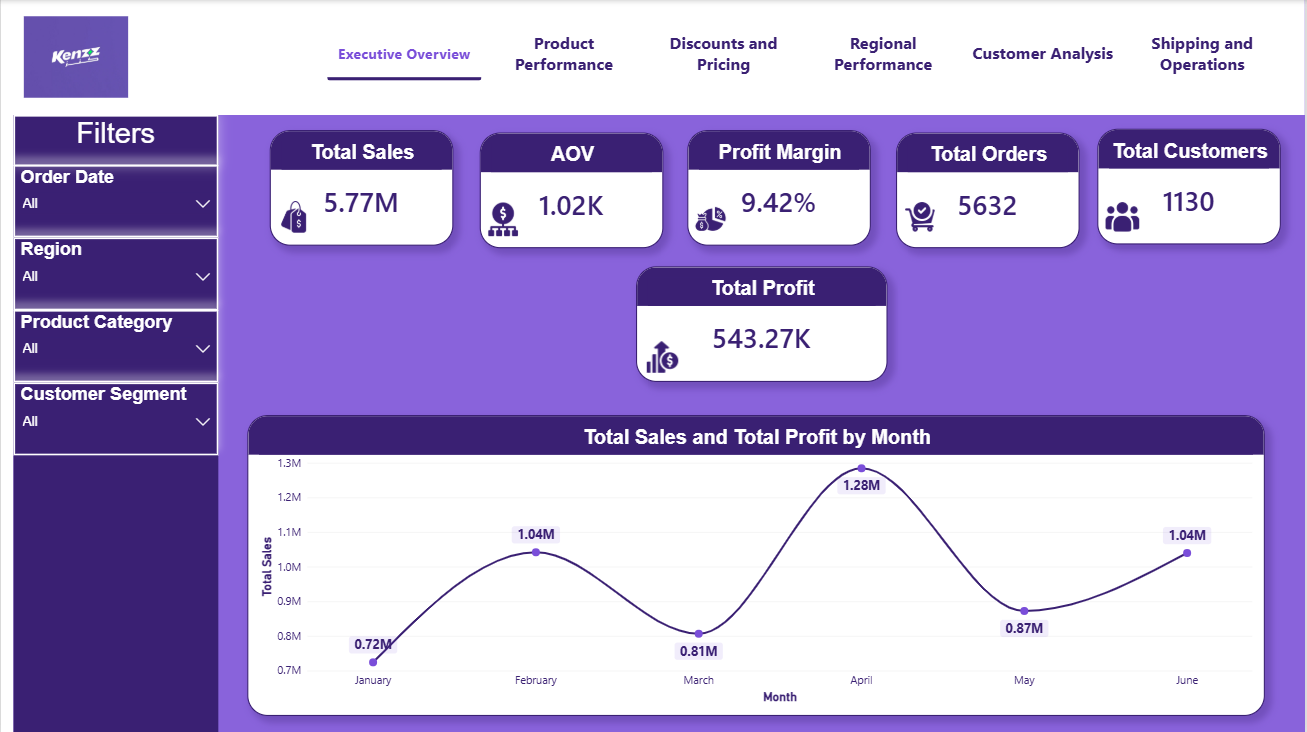 Kenzz
Executive Overview
Product
Performance
Discounts and
Pricing
Regional
Performance
Customer Analysis
Shipping and
Operations
Filters
Order Date
All
Region
All
Product Category
All
Customer Segment
All
Total Sales
5.77M
AOV
1.02K
Profit Margin
9.42%
Total Orders
5632
Total Customers
1130
Total Profit
543.27K
Total Sales and Total Profit by Month
Total Sales
1.3M
1.2M
1.1M
1.0M
0.9M
0.8M
0.7M
0.72M
1.04M
0.81M
1.28M
0.87M
1.04M
January
February
March
April
May
June
Month